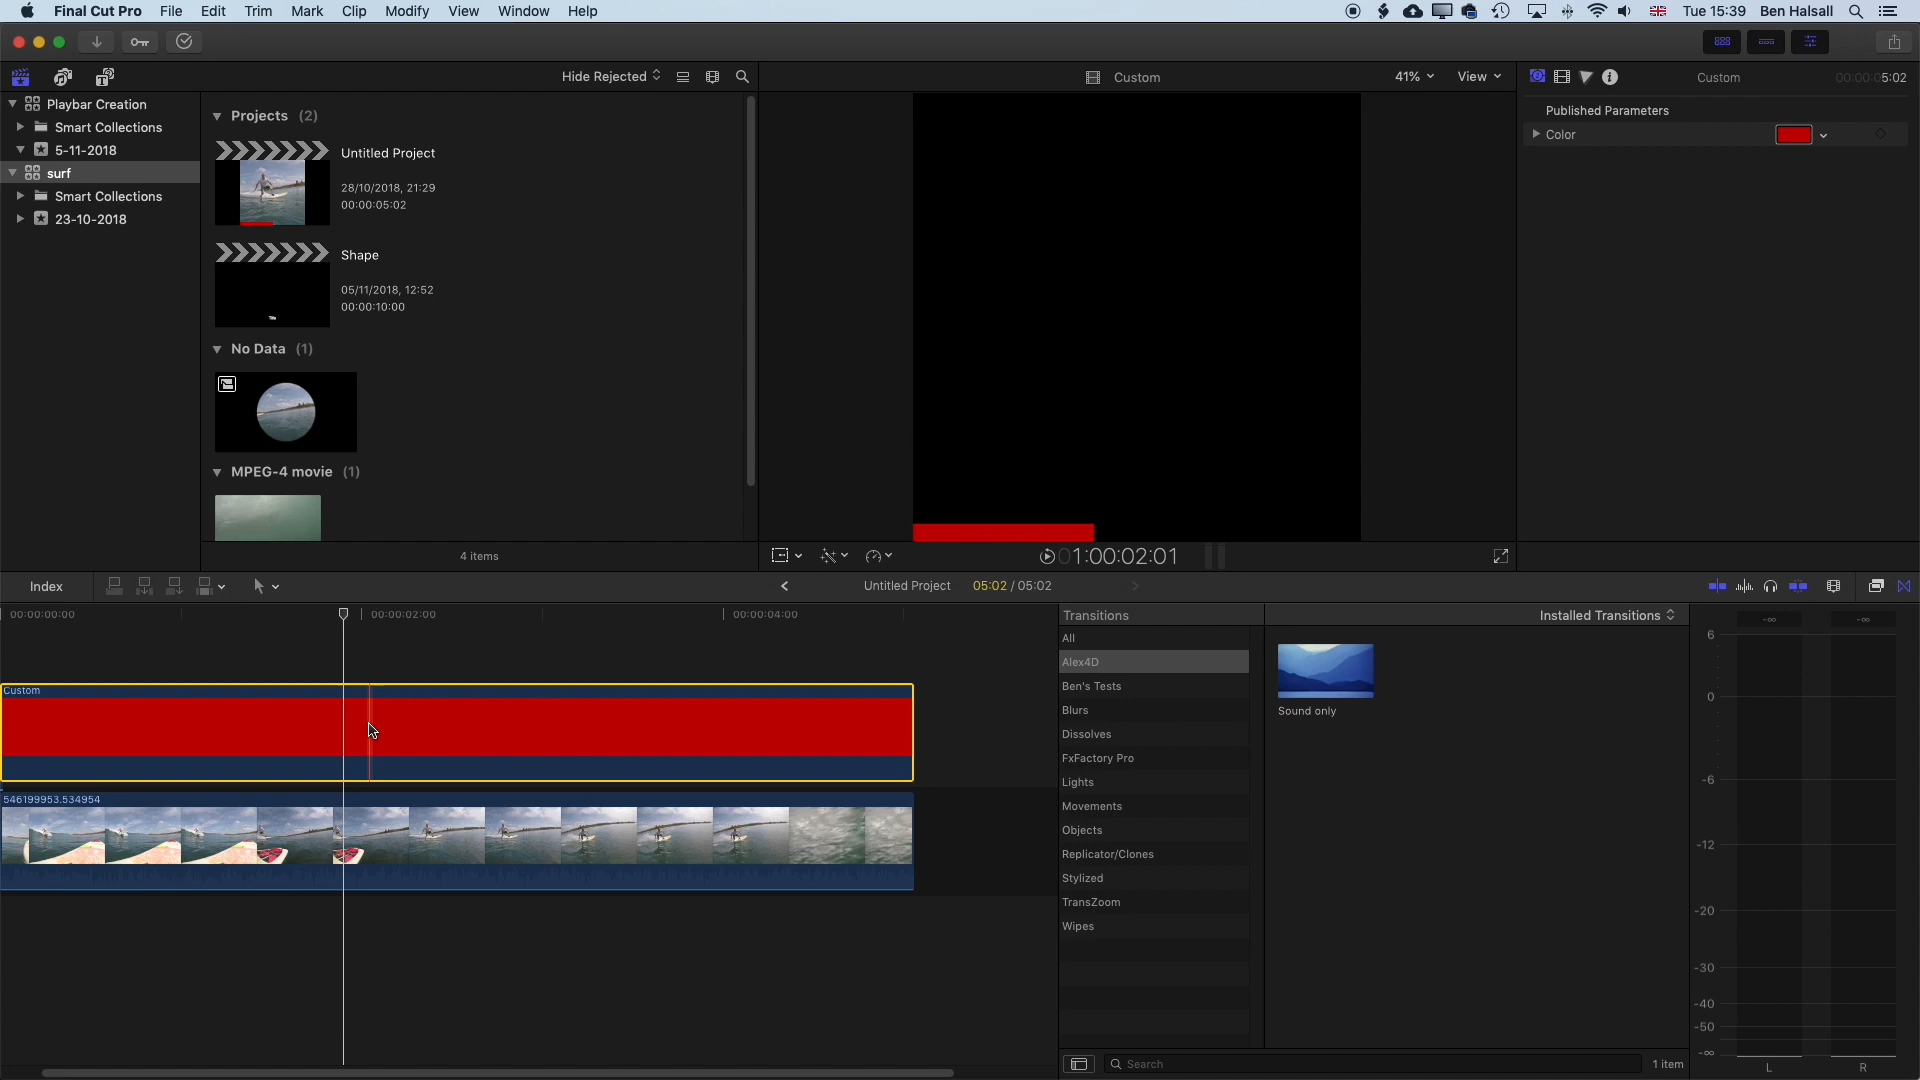 Final Cut Pro File Edit Trim Mark Clip Modify View Window Help Tue 15:39 Ben Halsall
Hide Rejected
Custom
41% View
Custom 00:00:05:02
Playbar Creation
Smart Collections
5-11-2018
surf
Smart Collections
23-10-2018
Projects (2)
Untitled Project
28/10/2018, 21:29
00:00:05:02
Shape
05/11/2018, 12:52
00:00:10:00
No Data (1)
MPEG-4 movie (1)
4 items
Published Parameters
Color
01:00:02:01
Index
Untitled Project 05:02 / 05:02
00:00:00:00 00:00:02:00 00:00:04:00
Custom
546199953.534954
Transitions
All
Alex4D
Ben's Tests
Blurs
Dissolves
FxFactory Pro
Lights
Movements
Objects
Replicator/Clones
Stylized
TransZoom
Wipes
Installed Transitions
Sound only
Search
1 item
-∞ -∞
6
0
-6
-12
-20
-30
-40
-50
-∞
L R